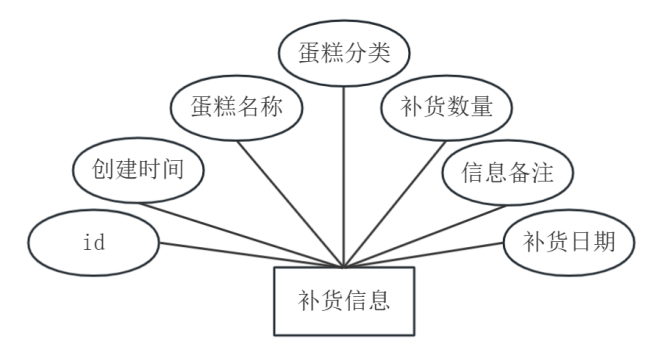 蛋糕分类
蛋糕名称
补货数量
创建时间
信息备注
id
补货日期
补货信息